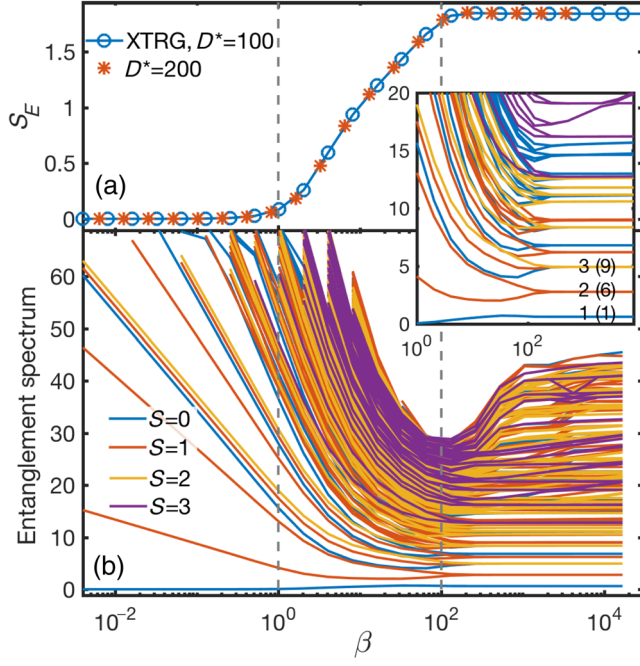 XTRG, D*=100
D*=200
S_E
1.5
1
0.5
0
(a)
20
15
10
5
0
3 (9)
2 (6)
1 (1)
10^0
10^2
Entanglement spectrum
60
50
40
30
20
10
0
S=0
S=1
S=2
S=3
(b)
10^-2
10^0
10^2
10^4
β